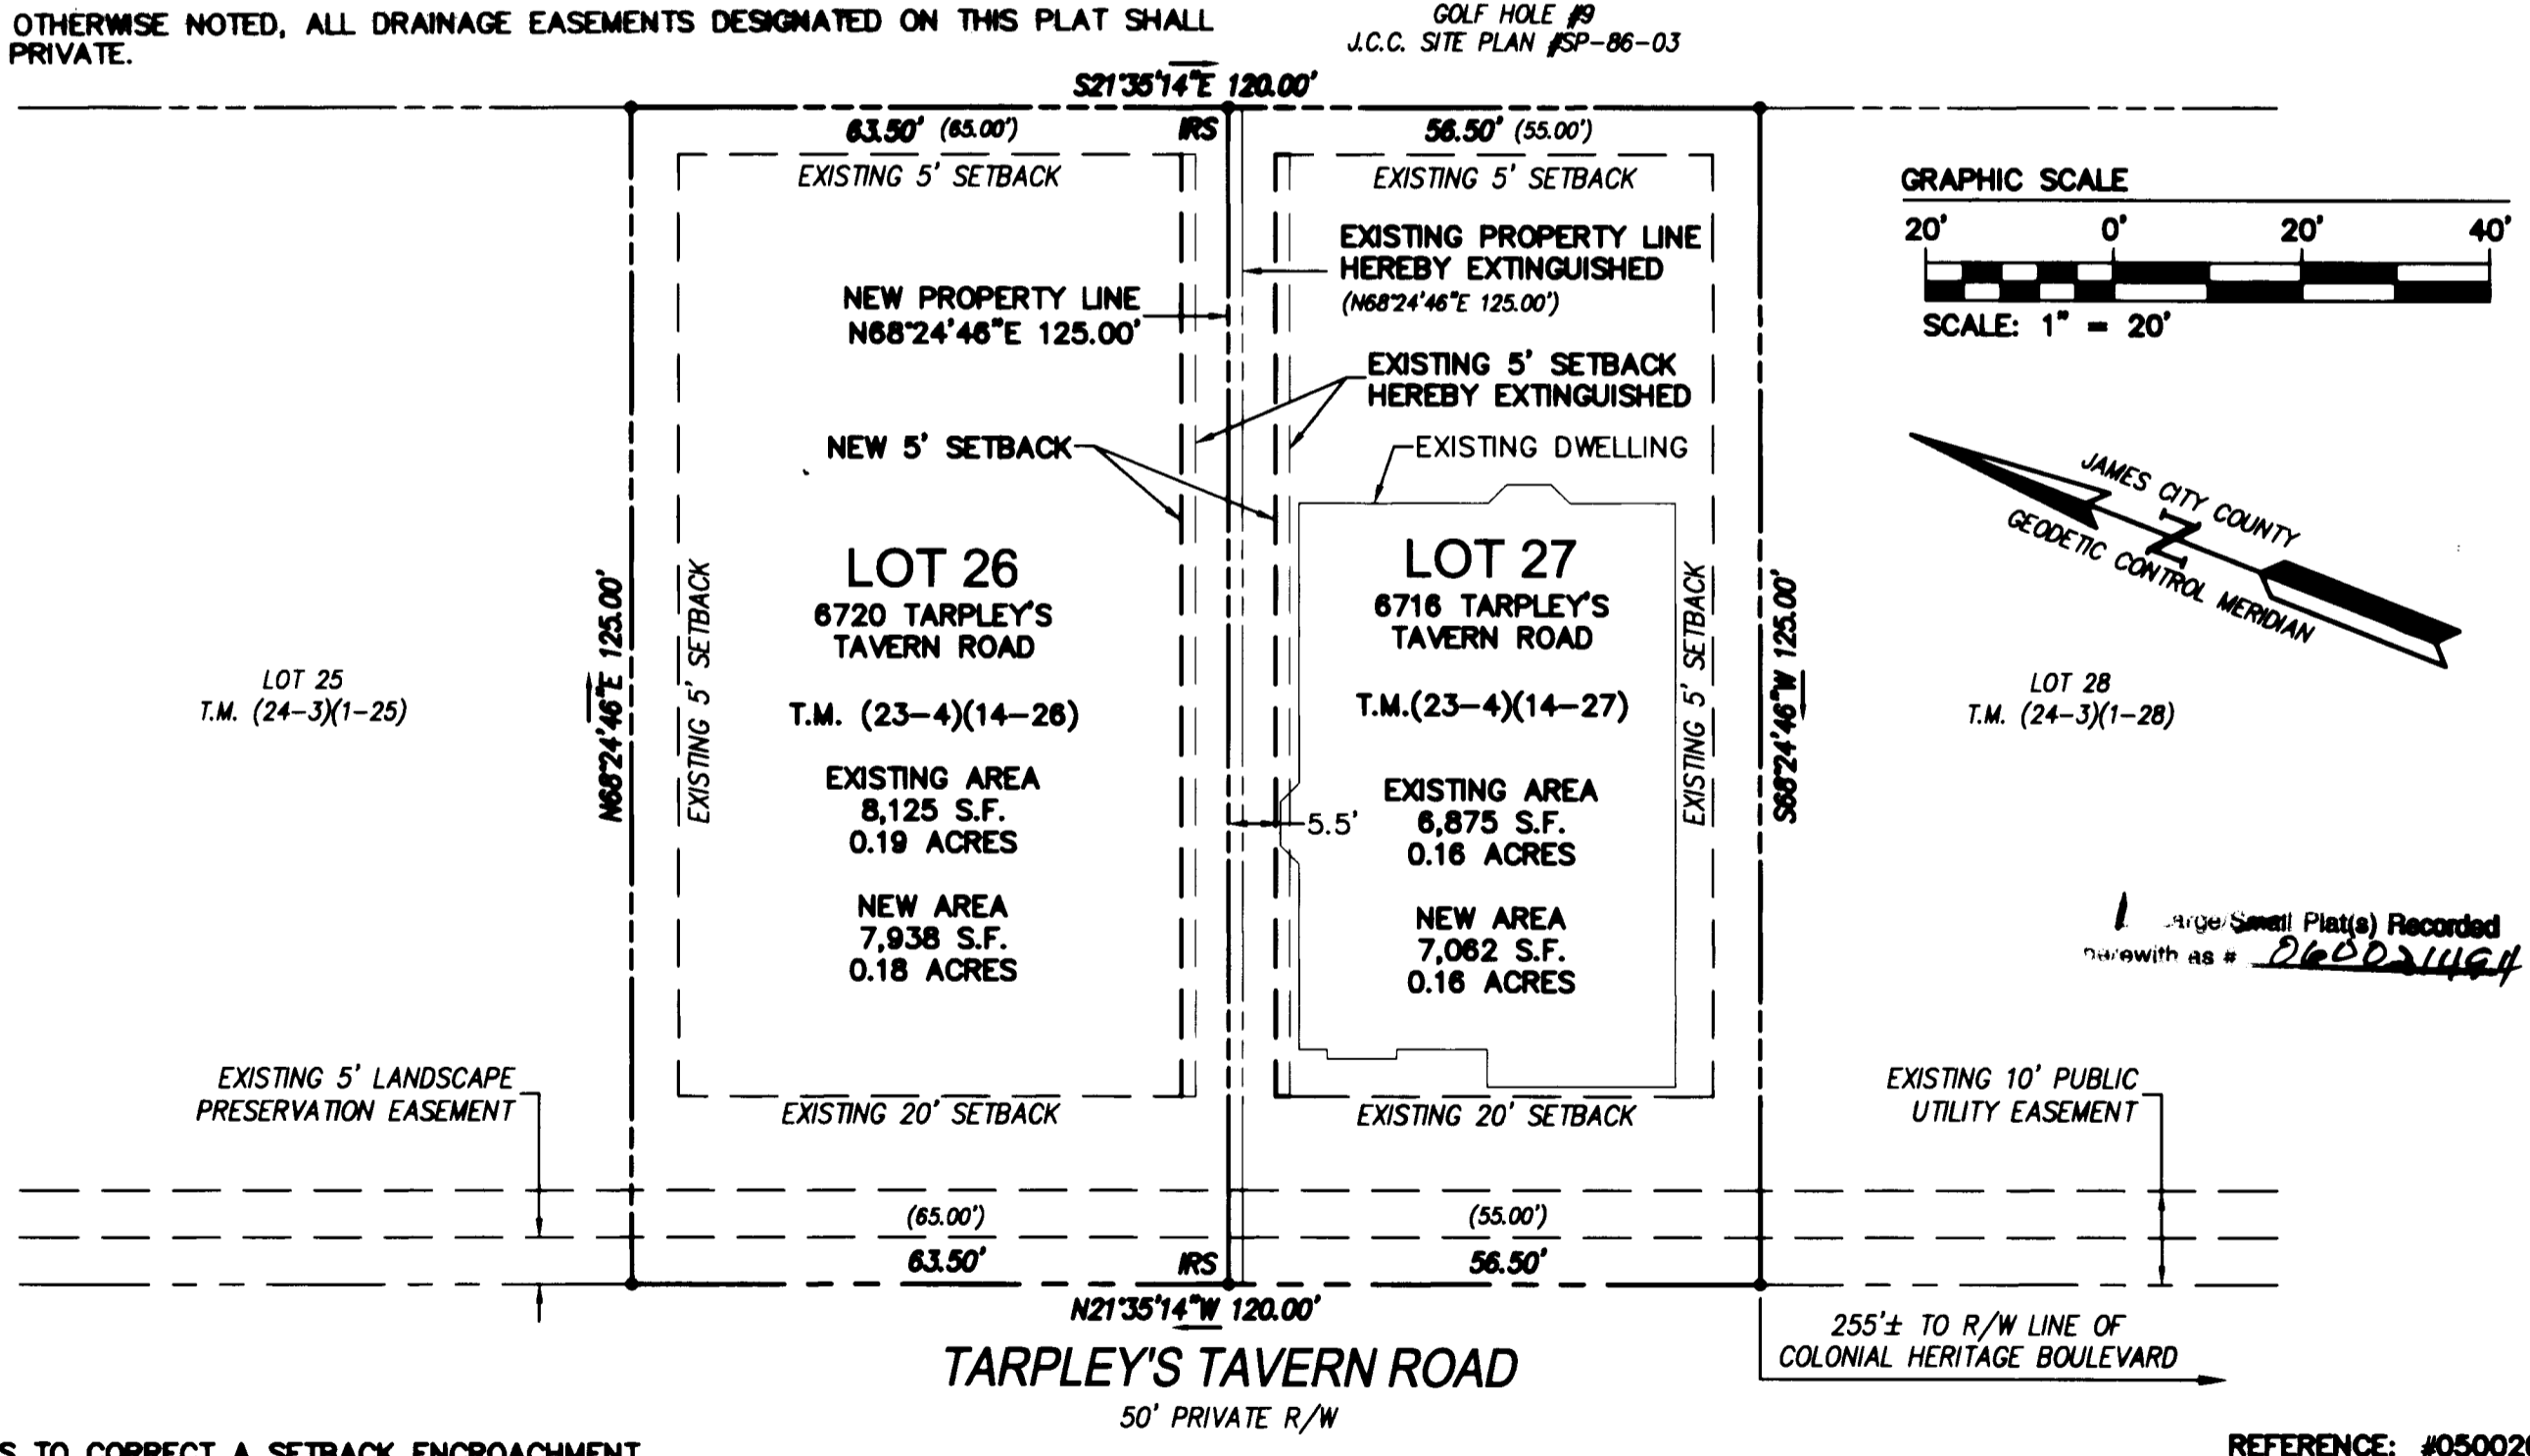 OTHERWISE NOTED, ALL DRAINAGE EASEMENTS DESIGNATED ON THIS PLAT SHALL
PRIVATE.
GOLF HOLE #9
J.C.C. SITE PLAN #SP-86-03
S21°35'14"E 120.00'
63.50' (65.00')
IRS
56.50' (55.00')
EXISTING 5' SETBACK
EXISTING 5' SETBACK
GRAPHIC SCALE
20' 0' 20' 40'
SCALE: 1" = 20'
EXISTING PROPERTY LINE
HEREBY EXTINGUISHED
(N68°24'46"E 125.00')
NEW PROPERTY LINE
N68°24'46"E 125.00'
EXISTING 5' SETBACK
HEREBY EXTINGUISHED
NEW 5' SETBACK
EXISTING DWELLING
JAMES CITY COUNTY
N
GEODETIC CONTROL MERIDIAN
LOT 25
T.M. (24-3)(1-25)
N68°24'46"E 125.00'
EXISTING 5' SETBACK
LOT 26
6720 TARPLEY'S
TAVERN ROAD
T.M. (23-4)(14-26)
EXISTING AREA
8,125 S.F.
0.19 ACRES
NEW AREA
7,938 S.F.
0.18 ACRES
5.5'
LOT 27
6716 TARPLEY'S
TAVERN ROAD
T.M.(23-4)(14-27)
EXISTING AREA
6,875 S.F.
0.16 ACRES
NEW AREA
7,062 S.F.
0.16 ACRES
EXISTING 5' SETBACK
S68°24'46"W 125.00'
LOT 28
T.M. (24-3)(1-28)
Small Plat(s) Recorded
herewith as #
EXISTING 5' LANDSCAPE
PRESERVATION EASEMENT
EXISTING 20' SETBACK
EXISTING 20' SETBACK
EXISTING 10' PUBLIC
UTILITY EASEMENT
(65.00')
(55.00')
63.50'
IRS
56.50'
N21°35'14"W 120.00'
TARPLEY'S TAVERN ROAD
50' PRIVATE R/W
255'± TO R/W LINE OF
COLONIAL HERITAGE BOULEVARD
TO CORRECT A SETBACK ENCROACHMENT
REFERENCE: